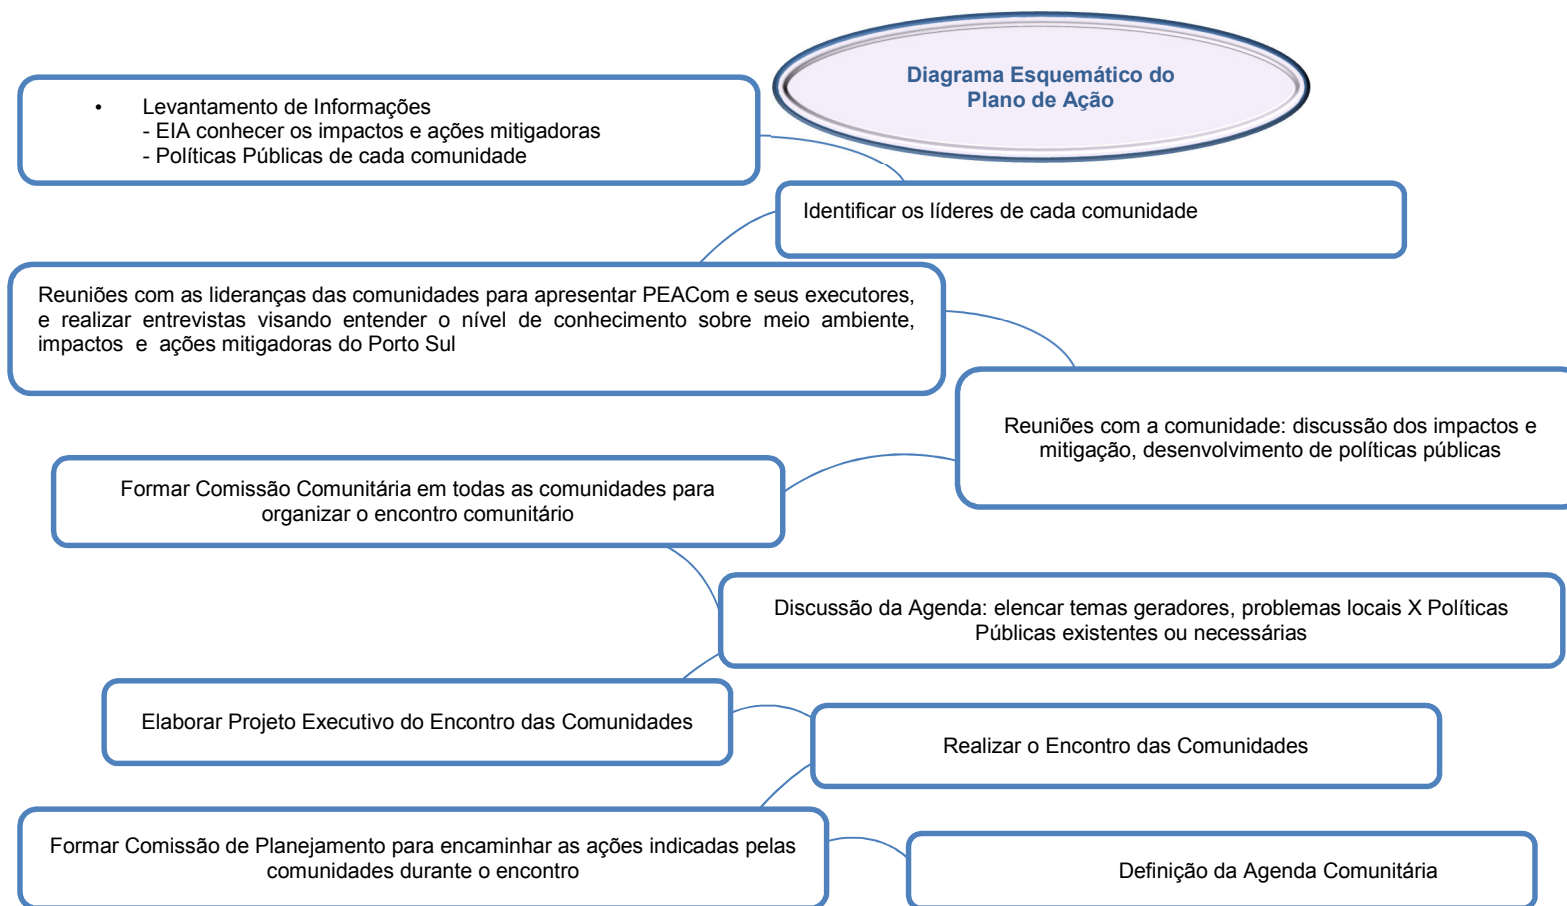 Diagrama Esquemático do
Plano de Ação
• Levantamento de Informações
- EIA conhecer os impactos e ações mitigadoras
- Políticas Públicas de cada comunidade
Identificar os líderes de cada comunidade
Reuniões com as lideranças das comunidades para apresentar PEACom e seus executores,
e realizar entrevistas visando entender o nível de conhecimento sobre meio ambiente,
impactos e ações mitigadoras do Porto Sul
Reuniões com a comunidade: discussão dos impactos e
mitigação, desenvolvimento de políticas públicas
Formar Comissão Comunitária em todas as comunidades para
organizar o encontro comunitário
Discussão da Agenda: elencar temas geradores, problemas locais X Políticas
Públicas existentes ou necessárias
Elaborar Projeto Executivo do Encontro das Comunidades
Realizar o Encontro das Comunidades
Formar Comissão de Planejamento para encaminhar as ações indicadas pelas
comunidades durante o encontro
Definição da Agenda Comunitária